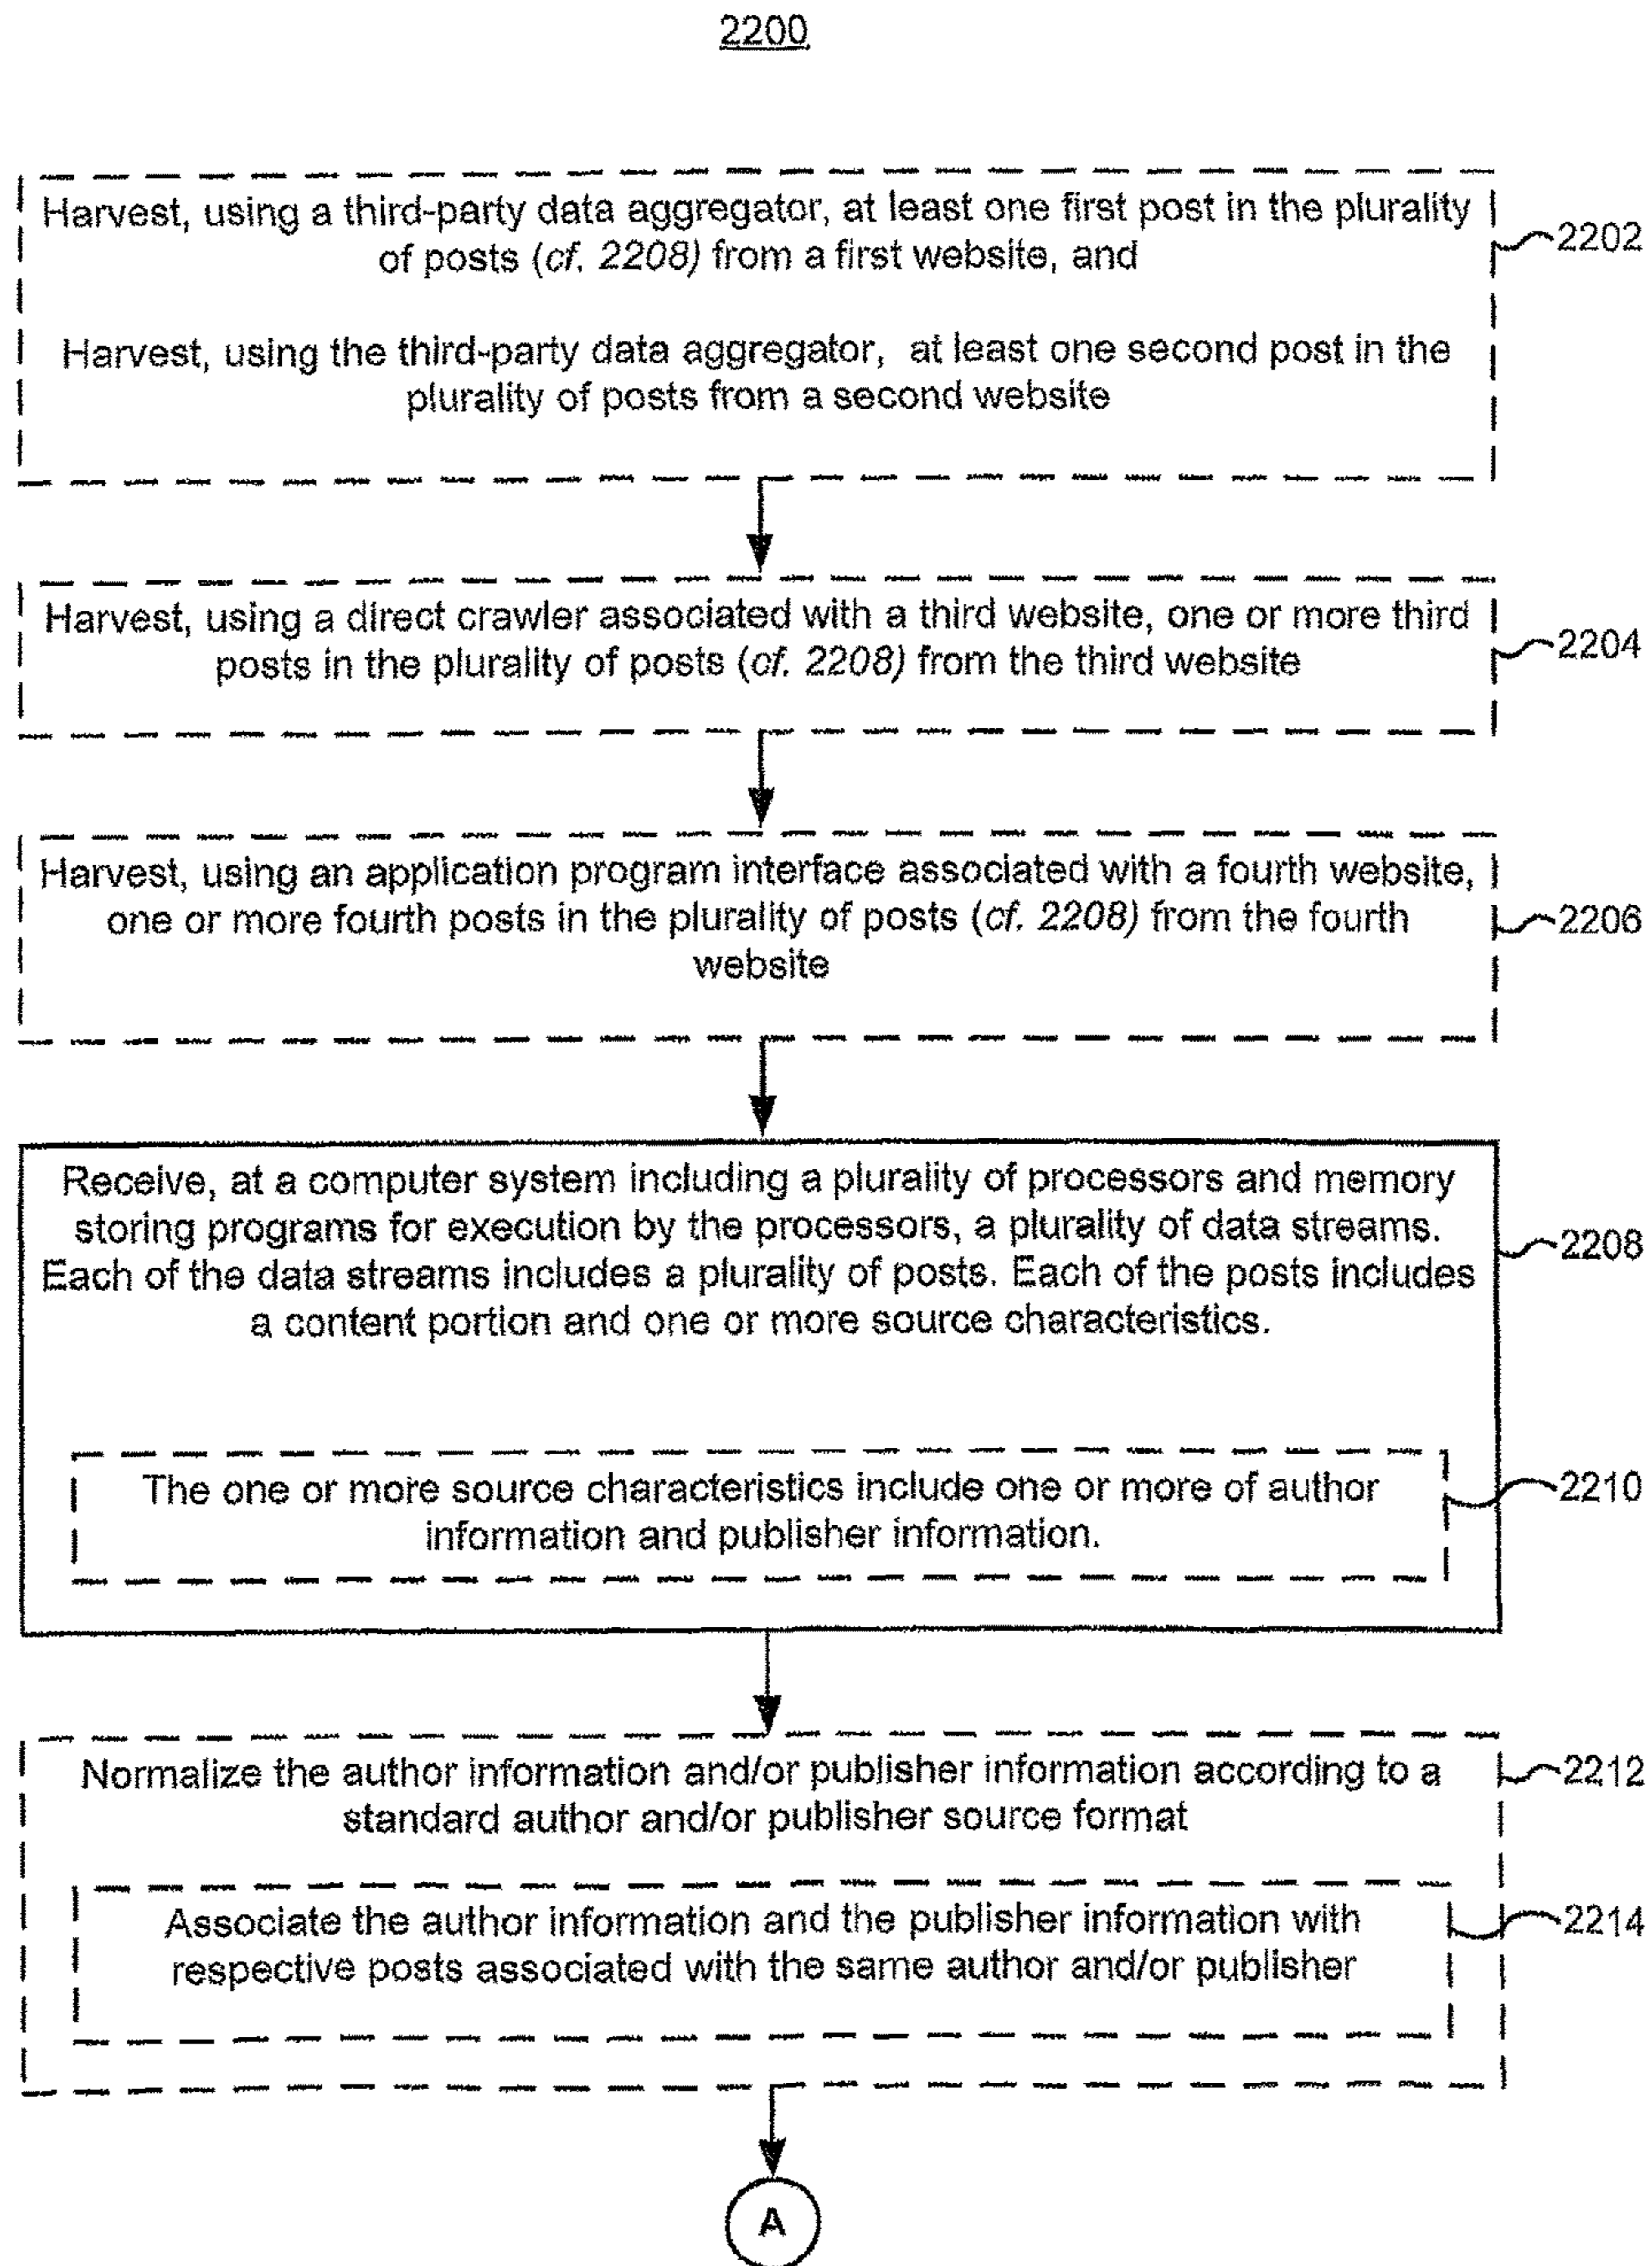 2200
Harvest, using a third-party data aggregator, at least one first post in the plurality
of posts (cf. 2208) from a first website, and
2202
Harvest, using the third-party data aggregator, at least one second post in the
plurality of posts from a second website
Harvest, using a direct crawler associated with a third website, one or more third
posts in the plurality of posts (cf. 2208) from the third website
2204
Harvest, using an application program interface associated with a fourth website,
one or more fourth posts in the plurality of posts (cf. 2208) from the fourth
website
2206
Receive, at a computer system including a plurality of processors and memory
storing programs for execution by the processors, a plurality of data streams.
Each of the data streams includes a plurality of posts. Each of the posts includes
a content portion and one or more source characteristics.
2208
The one or more source characteristics include one or more of author
information and publisher information.
2210
Normalize the author information and/or publisher information according to a
standard author and/or publisher source format
2212
Associate the author information and the publisher information with
respective posts associated with the same author and/or publisher
2214
A